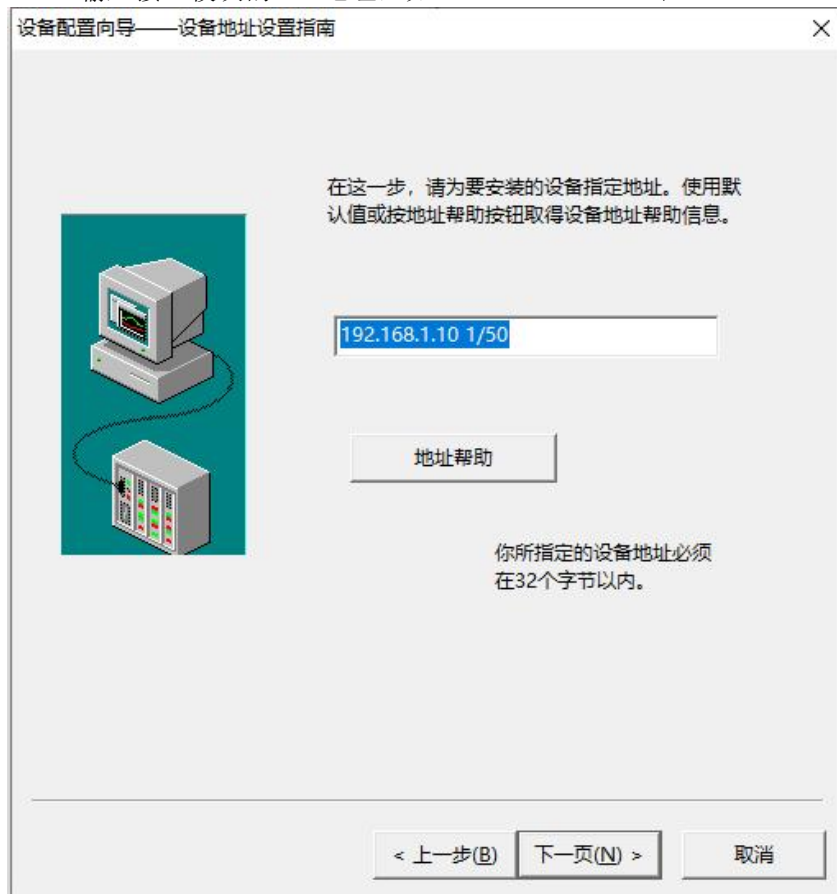 设备配置向导——设备地址设置指南
在这一步，请为要安装的设备指定地址。使用默
认值或按地址帮助按钮取得设备地址帮助信息。
192.168.1.10 1/50
地址帮助
你所指定的设备地址必须
在32个字节以内。
< 上一步(B)
下一页(N) >
取消